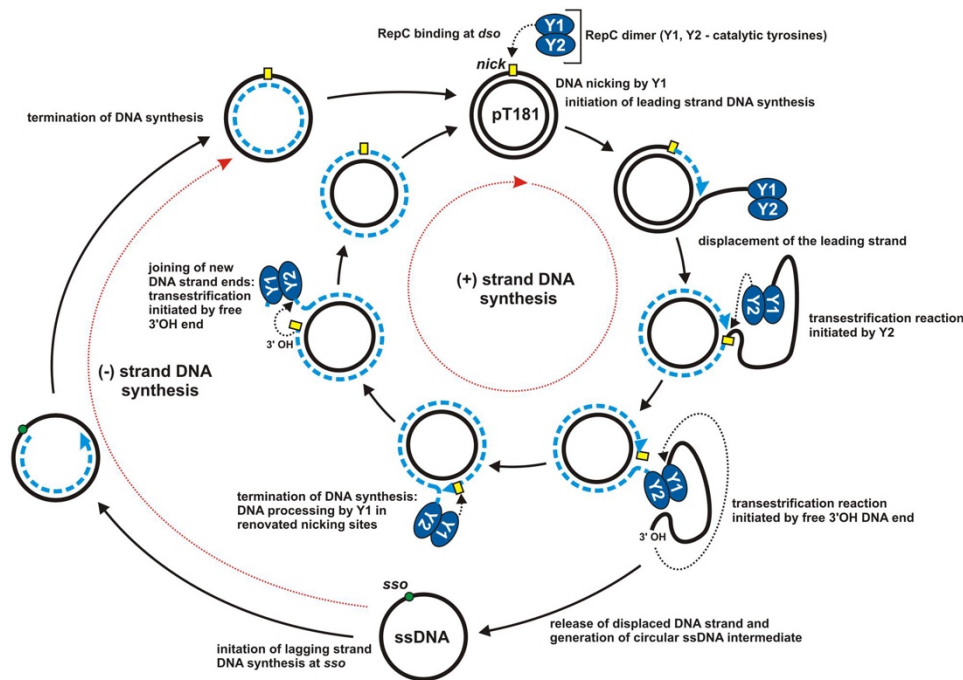 RepC binding at dso
Y1
Y2
RepC dimer (Y1, Y2 - catalytic tyrosines)
nick
DNA nicking by Y1
initiation of leading strand DNA synthesis
pT181
termination of DNA synthesis
Y1
Y2
displacement of the leading strand
Y2
Y1
transestrification reaction
initiated by Y2
(+) strand DNA
synthesis
joining of new
DNA strand ends:
transestrification
initiated by free
3'OH end
Y1
Y2
3' OH
(-) strand DNA
synthesis
Y2
Y1
3' OH
transestrification reaction
initiated by free 3'OH DNA end
termination of DNA synthesis:
DNA processing by Y1 in
renovated nicking sites
Y2
Y1
sso
ssDNA
release of displaced DNA strand and
generation of circular ssDNA intermediate
initation of lagging strand
DNA synthesis at sso